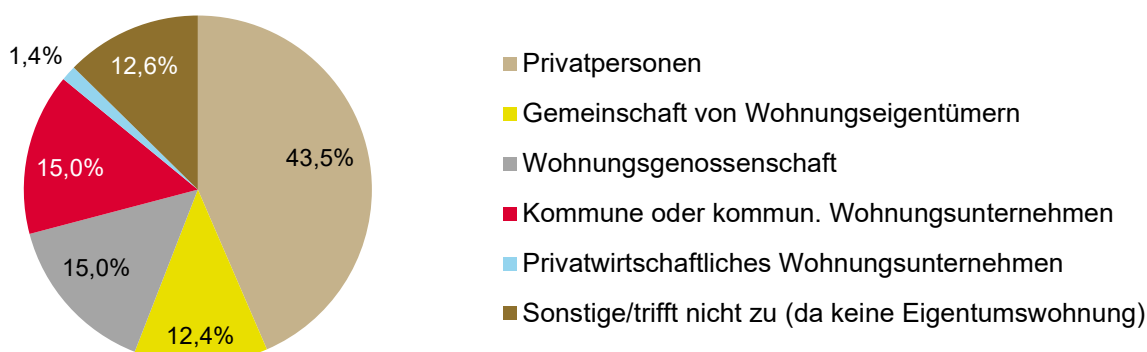 1,4%
12,6%
43,5%
15,0%
15,0%
12,4%
Privatpersonen
Gemeinschaft von Wohnungseigentümern
Wohnungsgenossenschaft
Kommune oder kommun. Wohnungsunternehmen
Privatwirtschaftliches Wohnungsunternehmen
Sonstige/trifft nicht zu (da keine Eigentumswohnung)